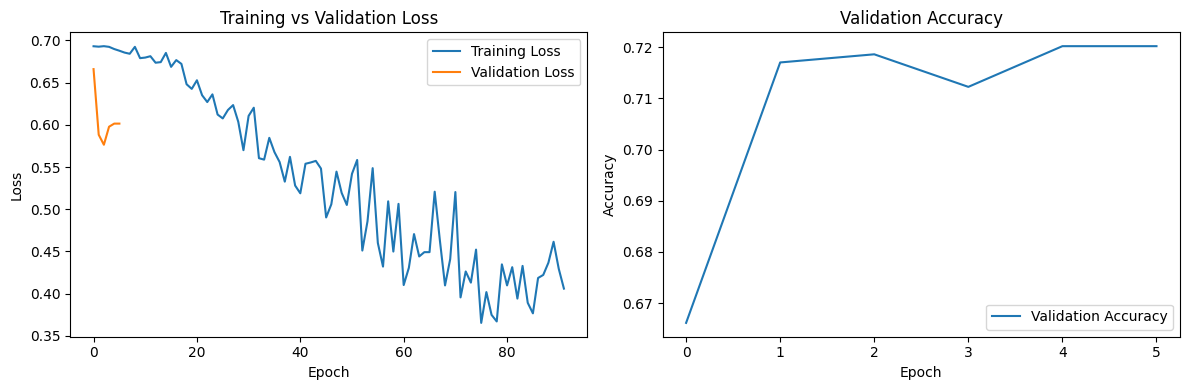 Training vs Validation Loss
0.70
0.65
0.60
0.55
0.50
0.45
0.40
0.35
Loss
Training Loss
Validation Loss
0 20 40 60 80
Epoch
Validation Accuracy
0.72
0.71
0.70
0.69
0.68
0.67
Accuracy
Validation Accuracy
0 1 2 3 4 5
Epoch